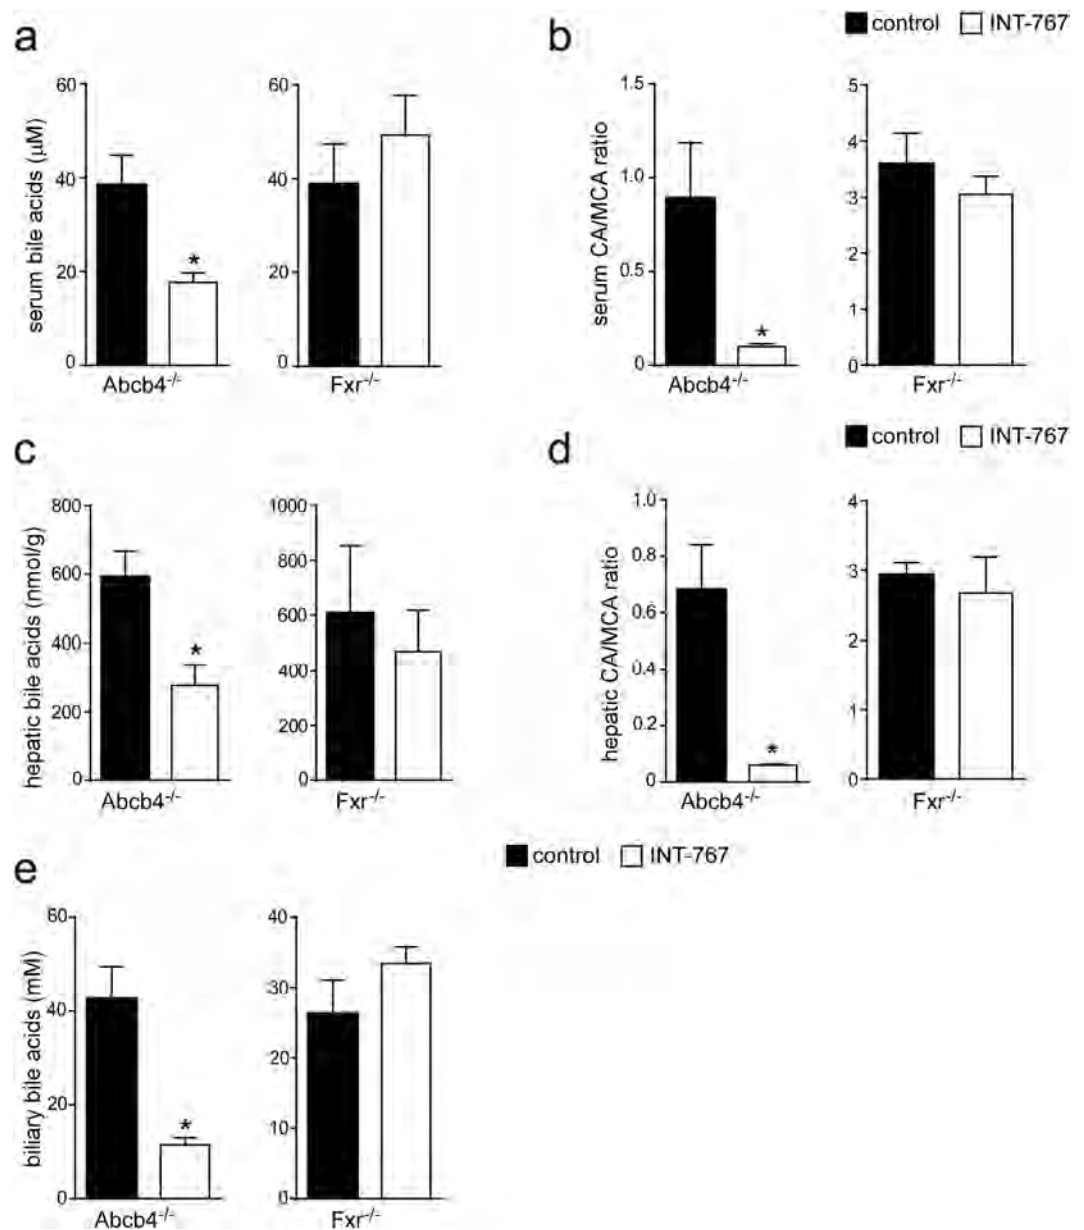 a
b
control INT-767
serum bile acids (µM)
60
40
20
0
Abcb4-/-
60
40
20
0
Fxr-/-
serum CA/MCA ratio
1.5
1.0
0.5
0
Abcb4-/-
5
4
3
2
1
0
Fxr-/-
control INT-767
c
d
hepatic bile acids (nmol/g)
800
600
400
200
0
Abcb4-/-
1000
800
600
400
200
0
Fxr-/-
hepatic CA/MCA ratio
1.0
0.8
0.6
0.4
0.2
0
Abcb4-/-
4
3
2
1
0
Fxr-/-
control INT-767
e
biliary bile acids (mM)
60
40
20
0
Abcb4-/-
40
30
20
10
0
Fxr-/-
*
*
*
*
*